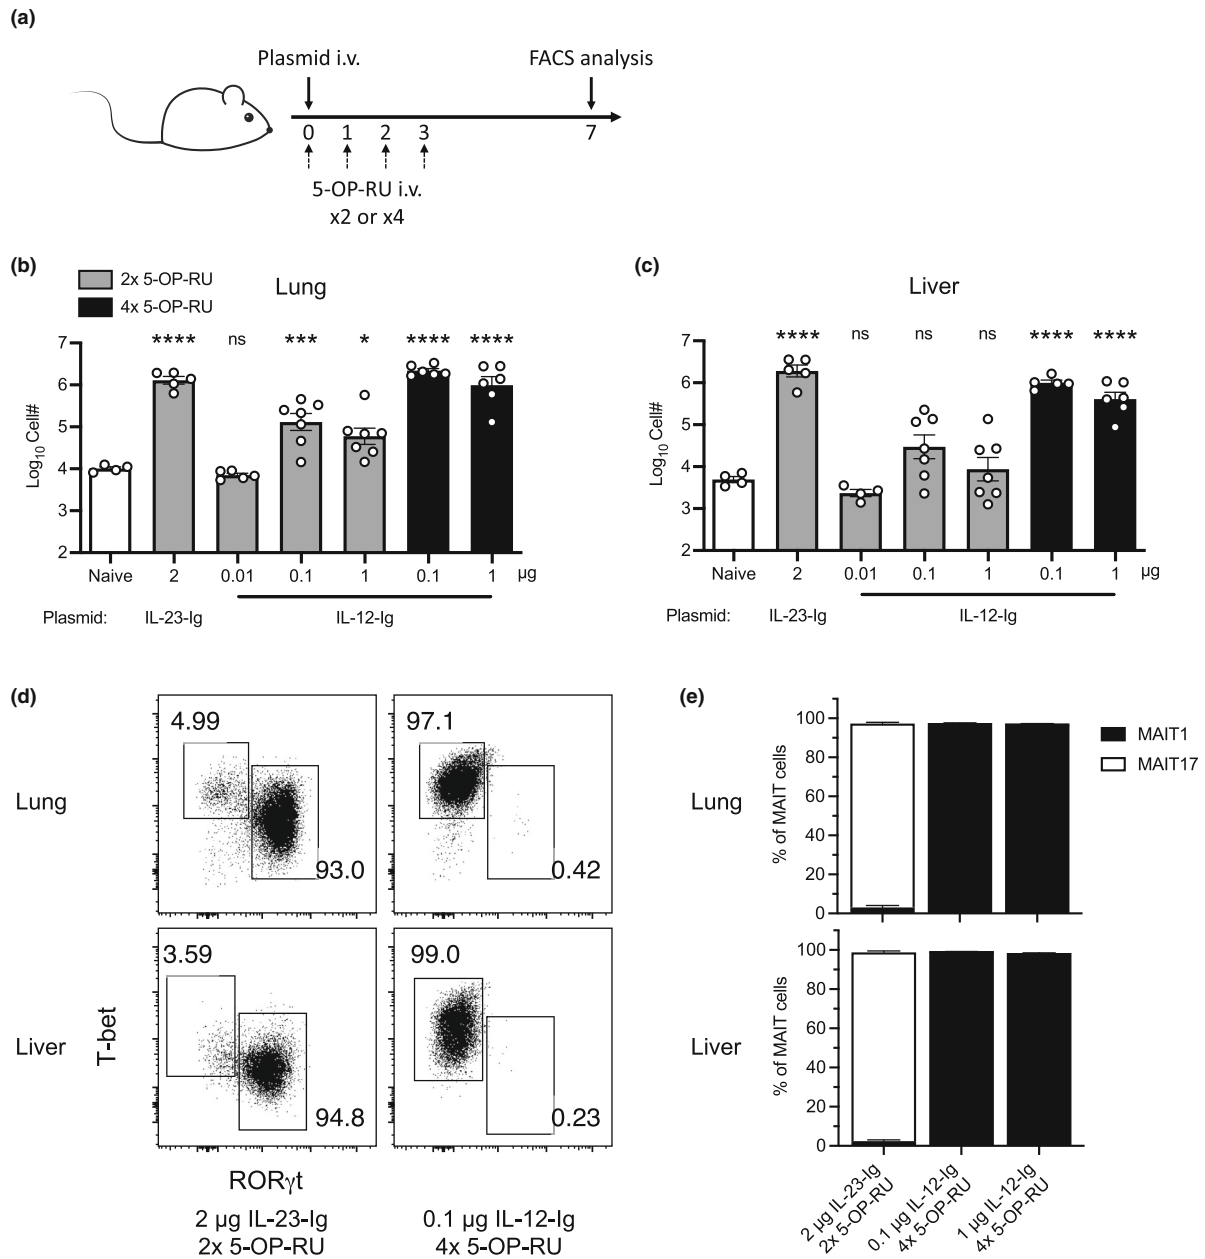 (a)
Plasmid i.v.
FACS analysis
0 1 2 3 7
5-OP-RU i.v.
x2 or x4
(b)
2x 5-OP-RU
4x 5-OP-RU
Lung
**** ns *** * **** ****
Log10 Cell#
7
6
5
4
3
2
Naive 2 0.01 0.1 1 0.1 1 µg
Plasmid: IL-23-Ig IL-12-Ig
(c)
Liver
**** ns ns ns **** ****
Log10 Cell#
7
6
5
4
3
2
Naive 2 0.01 0.1 1 0.1 1 µg
Plasmid: IL-23-Ig IL-12-Ig
(d)
Lung
4.99
93.0
97.1
0.42
Liver
3.59
94.8
99.0
0.23
T-bet
RORγt
2 µg IL-23-Ig
2x 5-OP-RU
0.1 µg IL-12-Ig
4x 5-OP-RU
(e)
MAIT1
MAIT17
Lung
% of MAIT cells
100
80
60
40
20
0
Liver
% of MAIT cells
100
80
60
40
20
0
2 µg IL-23-Ig
2x 5-OP-RU
0.1 µg IL-12-Ig
4x 5-OP-RU
1 µg IL-12-Ig
4x 5-OP-RU